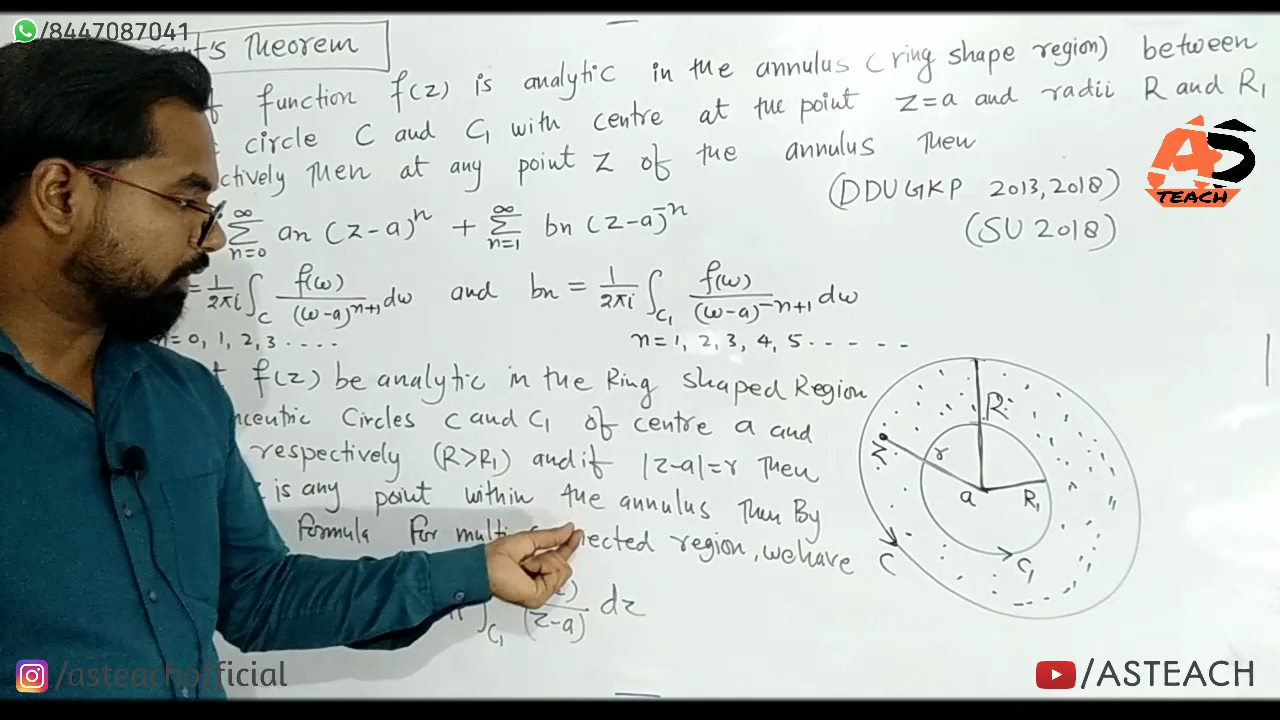 /8447087041
Theorem
function f(z) is analytic in the annulus (ring shape region) between
circle C and C1 with centre at the point z=a and radii R and R1
ctively then at any point z of the annulus Then
(DDUGKP 2013,2018)
(SU 2018)
∞∑n=0 an (z-a)^n + ∞∑n=1 bn (z-a)^-n
= 1/2πi ∫C f(ω)/(ω-a)^n+1 dω and bn = 1/2πi ∫C1 f(ω)/(ω-a)^-n+1 dω
= 0, 1, 2, 3 ....
n = 1, 2, 3, 4, 5 . - - - -
f(z) be analytic in the Ring shaped Region
ncentric Circles C and C1 of centre a and
respectively (R>R1) and if |z-a|=r Then
is any point within the annulus Then By
formula for multi nected region, we have
∫C1 (z-a) dz
R
z
r
a
R1
C
C1
AS
TEACH
/asteachofficial
/ASTEACH